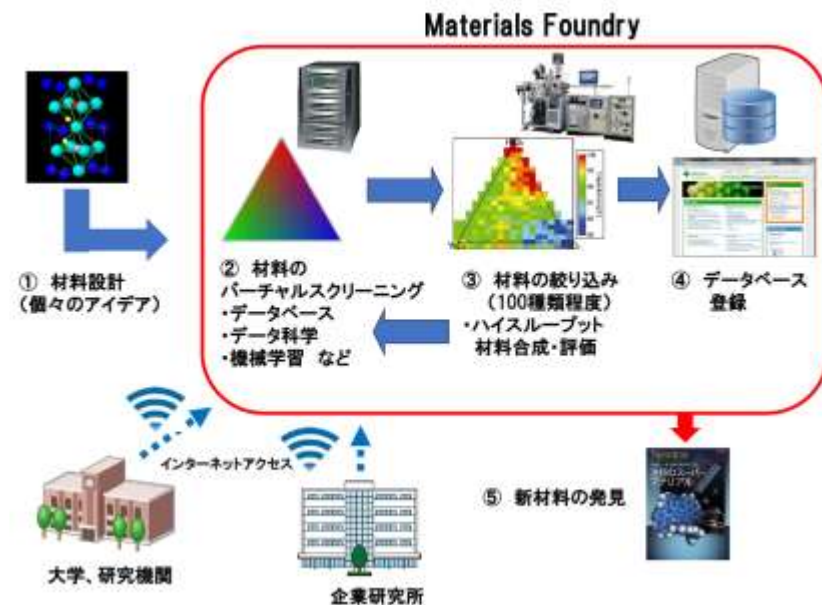 Materials Foundry
① 材料設計
(個々のアイデア)
② 材料の
バーチャルスクリーニング
・データベース
・データ科学
・機械学習 など
③ 材料の絞り込み
(100種類程度)
・ハイスループット
材料合成・評価
④ データベース
登録
インターネットアクセス
大学、研究機関
企業研究所
⑤ 新材料の発見